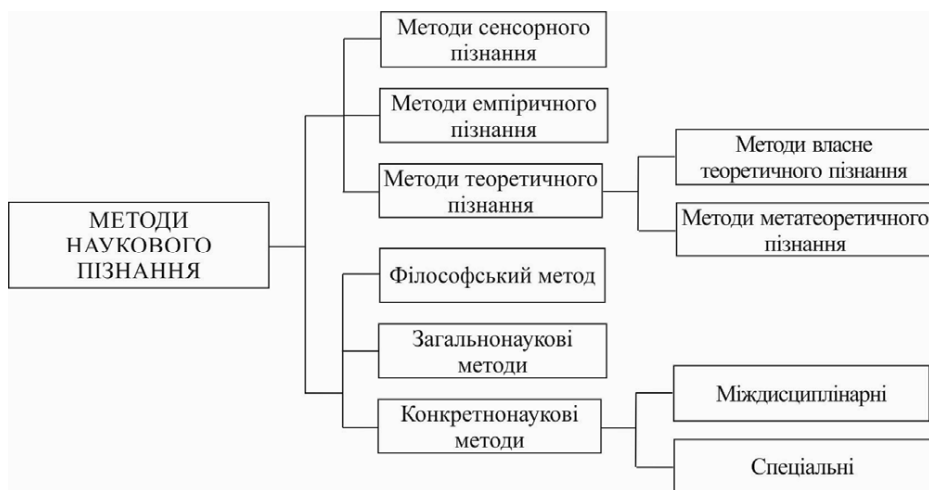 Методи сенсорного
пізнання
Методи емпіричного
пізнання
Методи теоретичного
пізнання
Методи власне
теоретичного пізнання
Методи метатеоретичного
пізнання
МЕТОДИ
НАУКОВОГО
ПІЗНАННЯ
Філософський метод
Загальнонаукові
методи
Конкретнонаукові
методи
Міждисциплінарні
Спеціальні